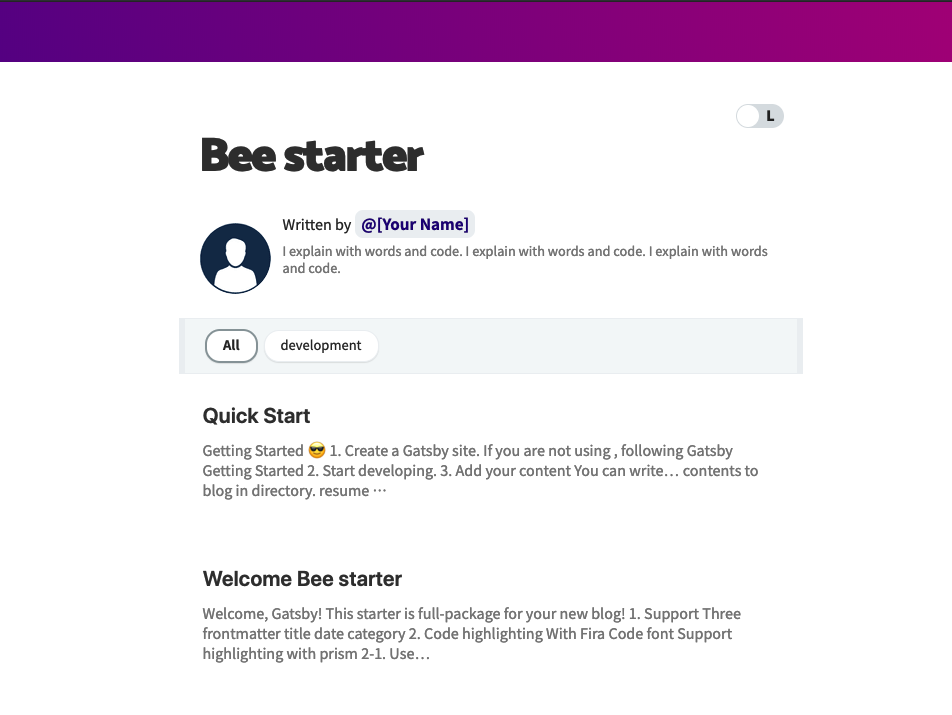 L
Bee starter
Written by @[Your Name]
I explain with words and code. I explain with words and code. I explain with words
and code.
All development
Quick Start
Getting Started 😎 1. Create a Gatsby site. If you are not using , following Gatsby
Getting Started 2. Start developing. 3. Add your content You can write… contents to
blog in directory. resume ⋯
Welcome Bee starter
Welcome, Gatsby! This starter is full-package for your new blog! 1. Support Three
frontmatter title date category 2. Code highlighting With Fira Code font Support
highlighting with prism 2-1. Use…